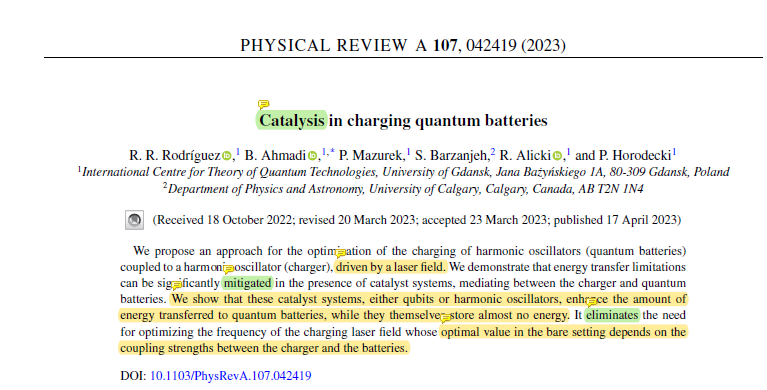 PHYSICAL REVIEW A 107, 042419 (2023)
Catalysis in charging quantum batteries
R. R. Rodríguez,1 B. Ahmadi,1,* P. Mazurek,1 S. Barzanjeh,2 R. Alicki,1 and P. Horodecki1
1International Centre for Theory of Quantum Technologies, University of Gdansk, Jana Bażyńskiego 1A, 80-309 Gdansk, Poland
2Department of Physics and Astronomy, University of Calgary, Calgary, Canada, AB T2N 1N4
(Received 18 October 2022; revised 20 March 2023; accepted 23 March 2023; published 17 April 2023)
We propose an approach for the optimization of the charging of harmonic oscillators (quantum batteries)
coupled to a harmonic oscillator (charger), driven by a laser field. We demonstrate that energy transfer limitations
can be significantly mitigated in the presence of catalyst systems, mediating between the charger and quantum
batteries. We show that these catalyst systems, either qubits or harmonic oscillators, enhance the amount of
energy transferred to quantum batteries, while they themselves store almost no energy. It eliminates the need
for optimizing the frequency of the charging laser field whose optimal value in the bare setting depends on the
coupling strengths between the charger and the batteries.
DOI: 10.1103/PhysRevA.107.042419